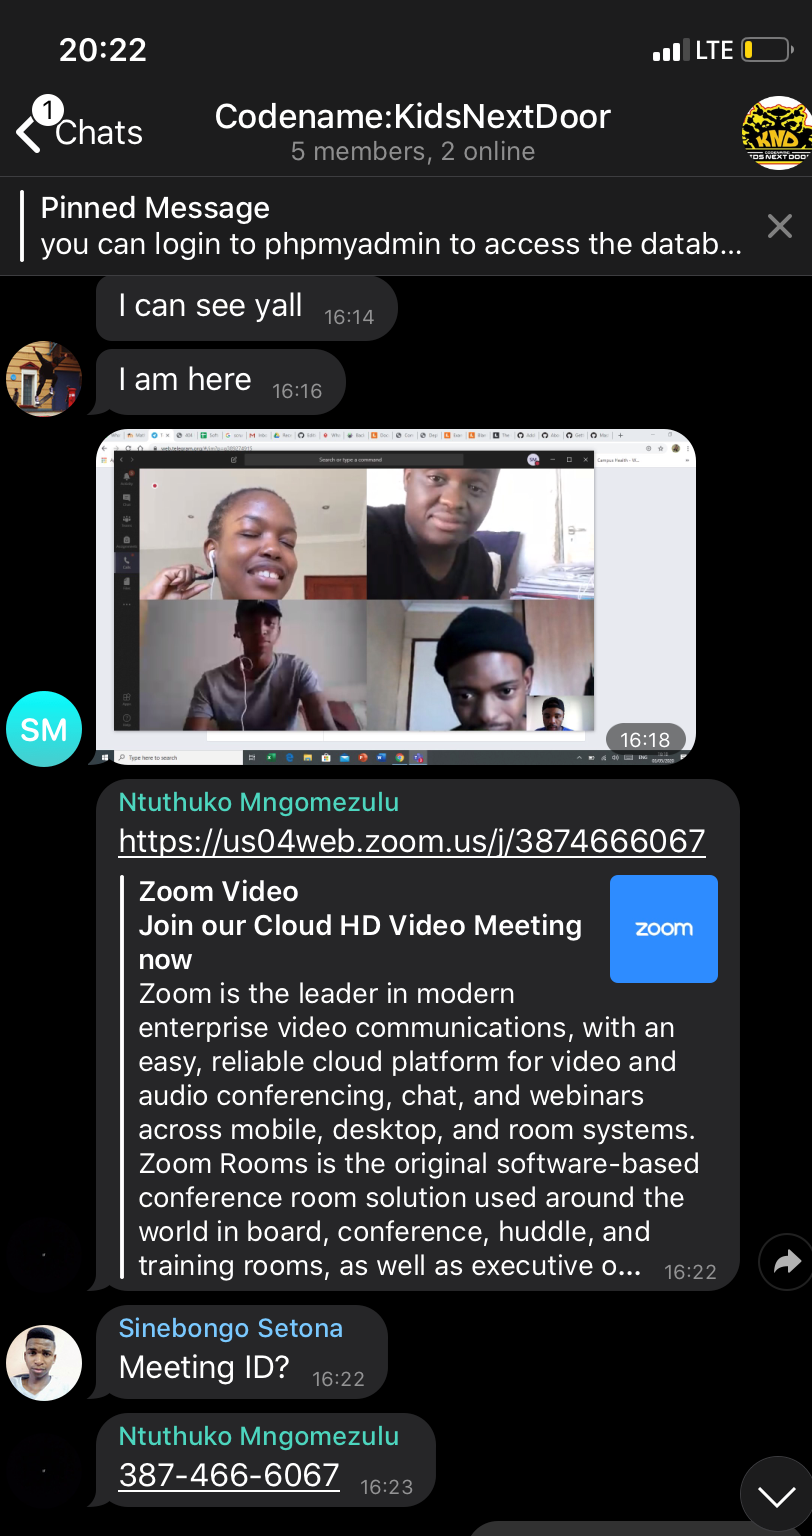 20:22
LTE
1
Chats
Codename:KidsNextDoor
5 members, 2 online
KND
Pinned Message
you can login to phpmyadmin to access the datab...
I can see yall 16:14
I am here 16:16
Search or type a command
Type here to search
SM
16:18
Ntuthuko Mngomezulu
https://us04web.zoom.us/j/3874666067
Zoom Video
Join our Cloud HD Video Meeting
now
zoom
Zoom is the leader in modern
enterprise video communications, with an
easy, reliable cloud platform for video and
audio conferencing, chat, and webinars
across mobile, desktop, and room systems.
Zoom Rooms is the original software-based
conference room solution used around the
world in board, conference, huddle, and
training rooms, as well as executive o... 16:22
Sinebongo Setona
Meeting ID? 16:22
Ntuthuko Mngomezulu
387-466-6067 16:23